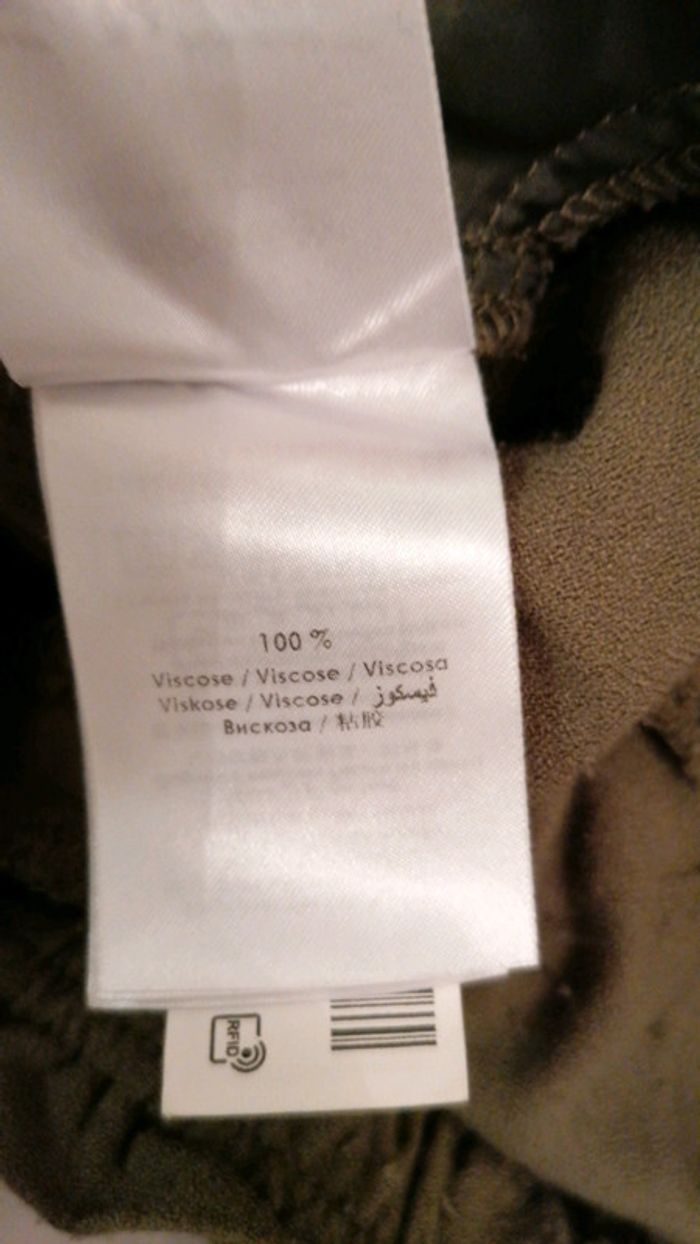 100 %
Viscose / Viscose / Viscosa
Viskose / Viscose / فيسكوز
Вискоза / 粘胶
RFID